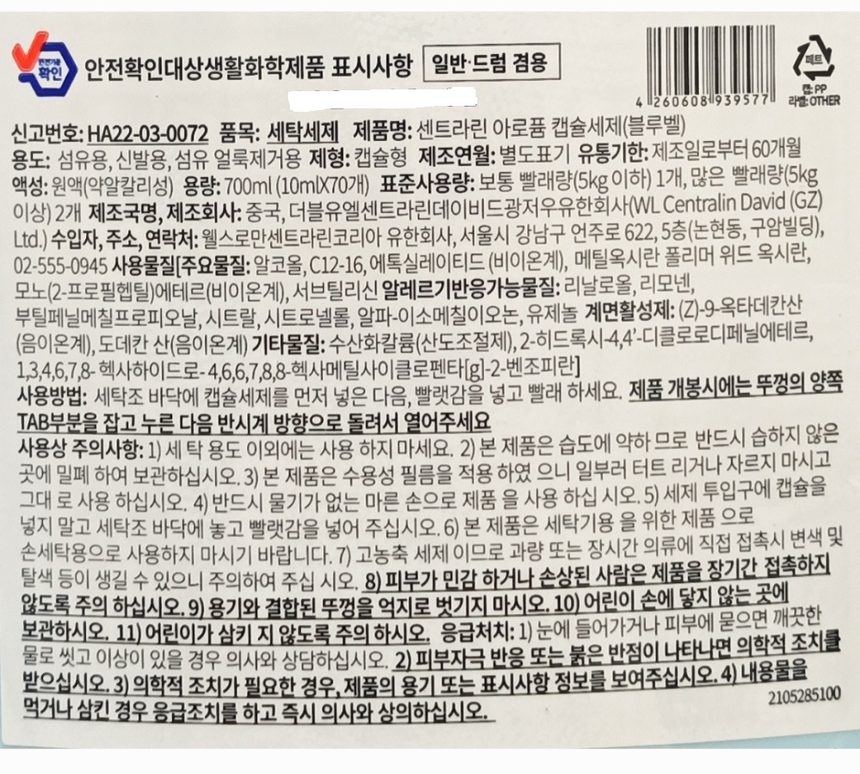 안전기준
확인
안전확인대상생활화학제품 표시사항 일반·드럼 겸용
페트
캡:PP
라벨:OTHER
4 260608 939577
신고번호: HA22-03-0072 품목: 세탁세제 제품명: 센트라린 아로퓸 캡슐세제(블루벨)
용도: 섬유용, 신발용, 섬유 얼룩제거용 제형: 캡슐형 제조연월: 별도표기 유통기한: 제조일로부터 60개월
액성: 원액(약알칼리성) 용량: 700ml (10mlX70개) 표준사용량: 보통 빨래량(5kg 이하) 1개, 많은 빨래량(5kg
이상) 2개 제조국명, 제조회사: 중국, 더블유엘센트라린데이비드광저우유한회사(WL Centralin David (GZ)
Ltd.) 수입자, 주소, 연락처: 웰스로만센트라린코리아 유한회사, 서울시 강남구 언주로 622, 5층(논현동, 구암빌딩),
02-555-0945 사용물질[주요물질: 알코올, C12-16, 에톡실레이티드 (비이온계), 메틸옥시란 폴리머 위드 옥시란,
모노(2-프로필헵틸)에테르(비이온계), 서브틸리신 알레르기반응가능물질: 리날로올, 리모넨,
부틸페닐메칠프로피오날, 시트랄, 시트로넬롤, 알파-이소메칠이오논, 유제놀 계면활성제: (Z)-9-옥타데칸산
(음이온계), 도데칸 산(음이온계) 기타물질: 수산화칼륨(산도조절제), 2-히드록시-4,4'-디클로로디페닐에테르,
1,3,4,6,7,8- 헥사하이드로- 4,6,6,7,8,8-헥사메틸사이클로펜타[g]-2-벤조피란]
사용방법: 세탁조 바닥에 캡슐세제를 먼저 넣은 다음, 빨랫감을 넣고 빨래 하세요. 제품 개봉시에는 뚜껑의 양쪽
TAB부분을 잡고 누른 다음 반시계 방향으로 돌려서 열어주세요
사용상 주의사항: 1) 세 탁 용도 이외에는 사용 하지 마세요. 2) 본 제품은 습도에 약하 므로 반드시 습하지 않은
곳에 밀폐 하여 보관하십시오. 3) 본 제품은 수용성 필름을 적용 하였 으니 일부러 터트 리거나 자르지 마시고
그대 로 사용 하십시오. 4) 반드시 물기가 없는 마른 손으로 제품 을 사용 하십 시오. 5) 세제 투입구에 캡슐을
넣지 말고 세탁조 바닥에 놓고 빨랫감을 넣어 주십시오. 6) 본 제품은 세탁기용 을 위한 제품 으로
손세탁용으로 사용하지 마시기 바랍니다. 7) 고농축 세제 이므로 과량 또는 장시간 의류에 직접 접촉시 변색 및
탈색 등이 생길 수 있으니 주의하여 주십 시오. 8) 피부가 민감 하거나 손상된 사람은 제품을 장기간 접촉하지
않도록 주의 하십시오. 9) 용기와 결합된 뚜껑을 억지로 벗기지 마시오. 10) 어린이 손에 닿지 않는 곳에
보관하시오. 11) 어린이가 삼키 지 않도록 주의 하시오. 응급처치: 1) 눈에 들어가거나 피부에 묻으면 깨끗한
물로 씻고 이상이 있을 경우 의사와 상담하십시오. 2) 피부자극 반응 또는 붉은 반점이 나타나면 의학적 조치를
받으십시오. 3) 의학적 조치가 필요한 경우, 제품의 용기 또는 표시사항 정보를 보여주십시오. 4) 내용물을
먹거나 삼킨 경우 응급조치를 하고 즉시 의사와 상의하십시오.
2105285100